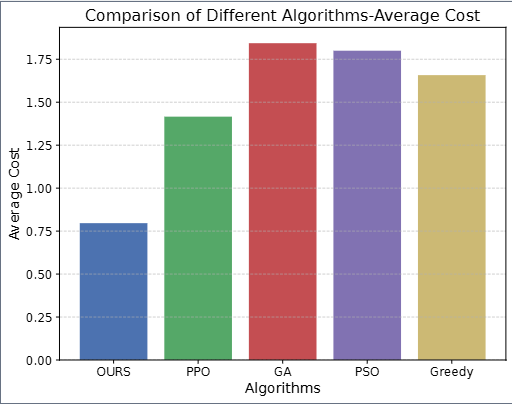 Comparison of Different Algorithms-Average Cost
Average Cost
1.75
1.50
1.25
1.00
0.75
0.50
0.25
0.00
OURS PPO GA PSO Greedy
Algorithms